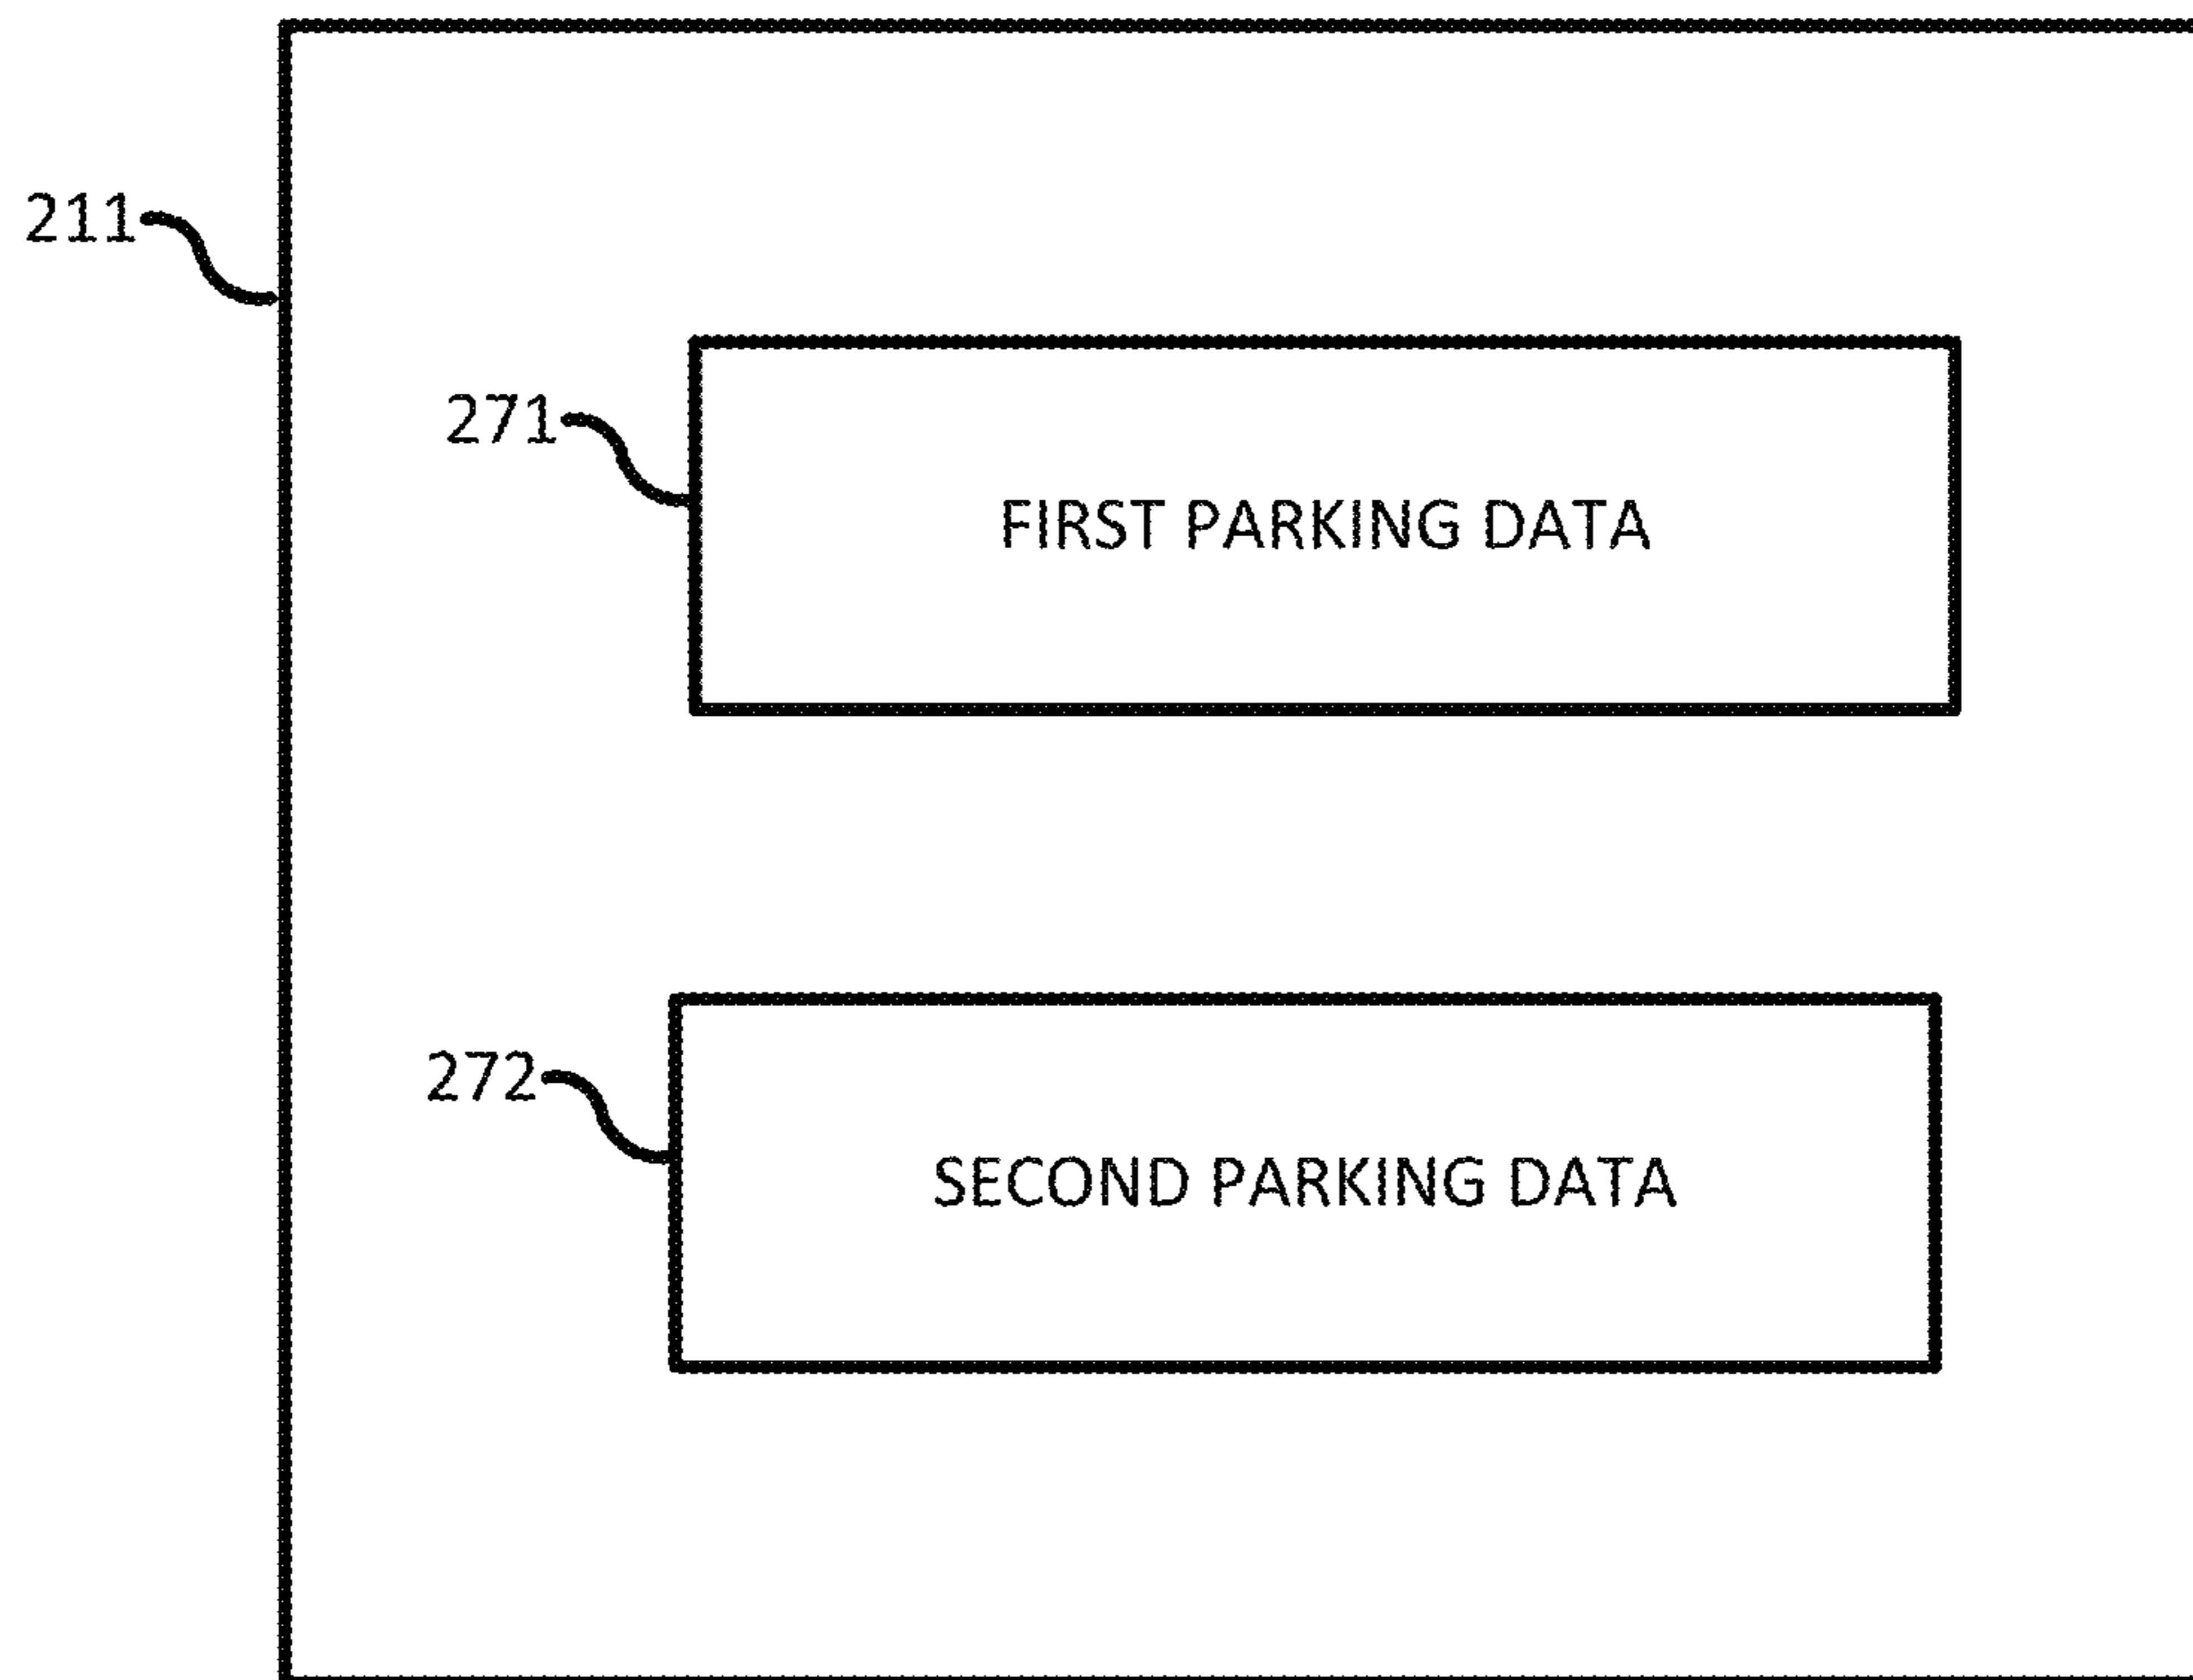 211
271
FIRST PARKING DATA
272
SECOND PARKING DATA